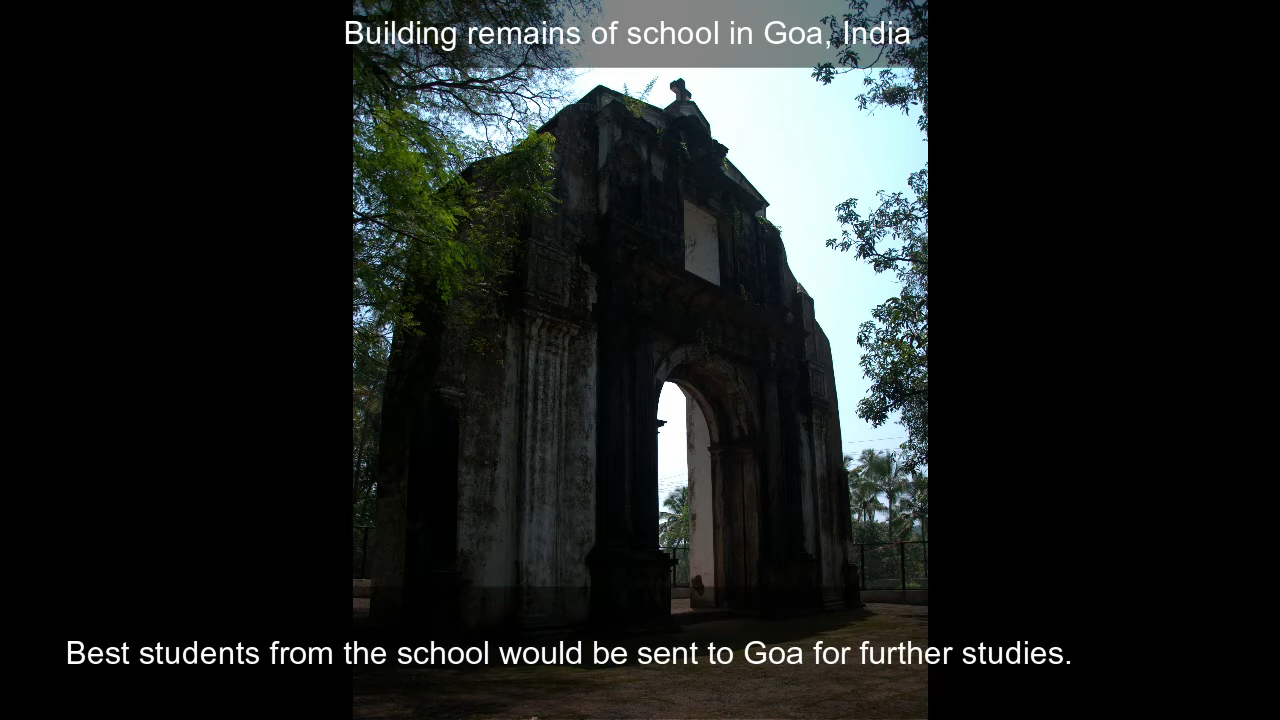 Building remains of school in Goa, India
Best students from the school would be sent to Goa for further studies.